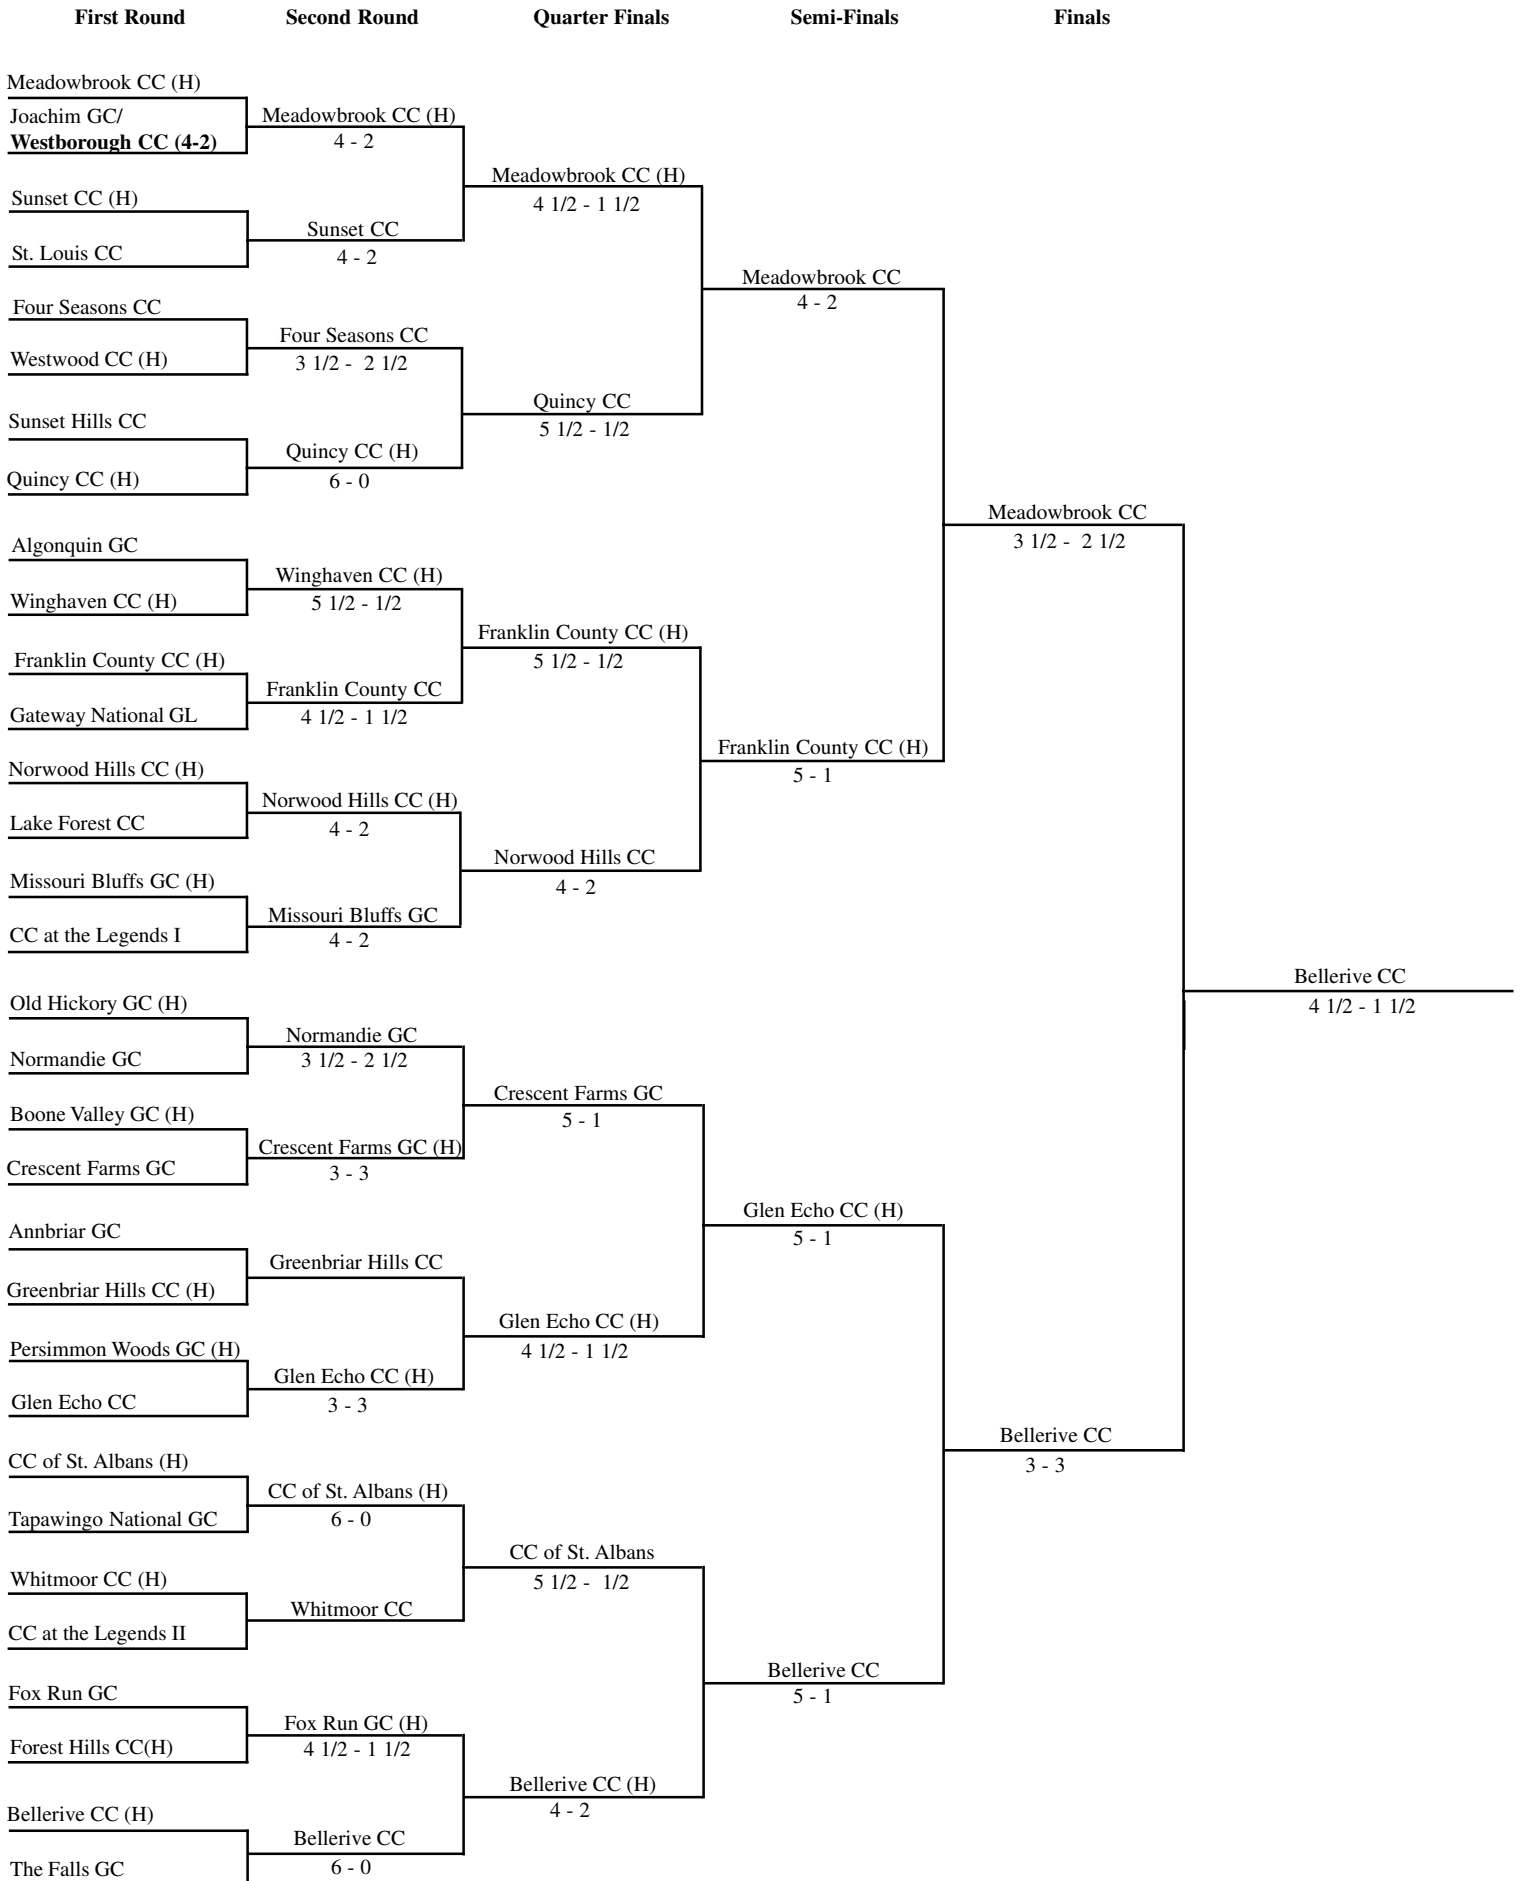 First Round Second Round Quarter Finals Semi-Finals Finals
Meadowbrook CC (H)
Joachim GC/
Westborough CC (4-2)
Meadowbrook CC (H)
4 - 2
Meadowbrook CC (H)
4 1/2 - 1 1/2
Sunset CC (H)
St. Louis CC
Sunset CC
4 - 2
Meadowbrook CC
4 - 2
Four Seasons CC
Westwood CC (H)
Four Seasons CC
3 1/2 - 2 1/2
Quincy CC
5 1/2 - 1/2
Sunset Hills CC
Quincy CC (H)
Quincy CC (H)
6 - 0
Meadowbrook CC
3 1/2 - 2 1/2
Algonquin GC
Winghaven CC (H)
Winghaven CC (H)
5 1/2 - 1/2
Franklin County CC (H)
5 1/2 - 1/2
Franklin County CC (H)
Gateway National GL
Franklin County CC
4 1/2 - 1 1/2
Franklin County CC (H)
5 - 1
Norwood Hills CC (H)
Lake Forest CC
Norwood Hills CC (H)
4 - 2
Norwood Hills CC
4 - 2
Missouri Bluffs GC (H)
CC at the Legends I
Missouri Bluffs GC
4 - 2
Bellerive CC
4 1/2 - 1 1/2
Old Hickory GC (H)
Normandie GC
Normandie GC
3 1/2 - 2 1/2
Crescent Farms GC
5 - 1
Boone Valley GC (H)
Crescent Farms GC
Crescent Farms GC (H)
3 - 3
Glen Echo CC (H)
5 - 1
Annbriar GC
Greenbriar Hills CC (H)
Greenbriar Hills CC
Glen Echo CC (H)
4 1/2 - 1 1/2
Persimmon Woods GC (H)
Glen Echo CC
Glen Echo CC (H)
3 - 3
Bellerive CC
3 - 3
CC of St. Albans (H)
Tapawingo National GC
CC of St. Albans (H)
6 - 0
CC of St. Albans
5 1/2 - 1/2
Whitmoor CC (H)
CC at the Legends II
Whitmoor CC
Bellerive CC
5 - 1
Fox Run GC
Forest Hills CC(H)
Fox Run GC (H)
4 1/2 - 1 1/2
Bellerive CC (H)
4 - 2
Bellerive CC (H)
The Falls GC
Bellerive CC
6 - 0